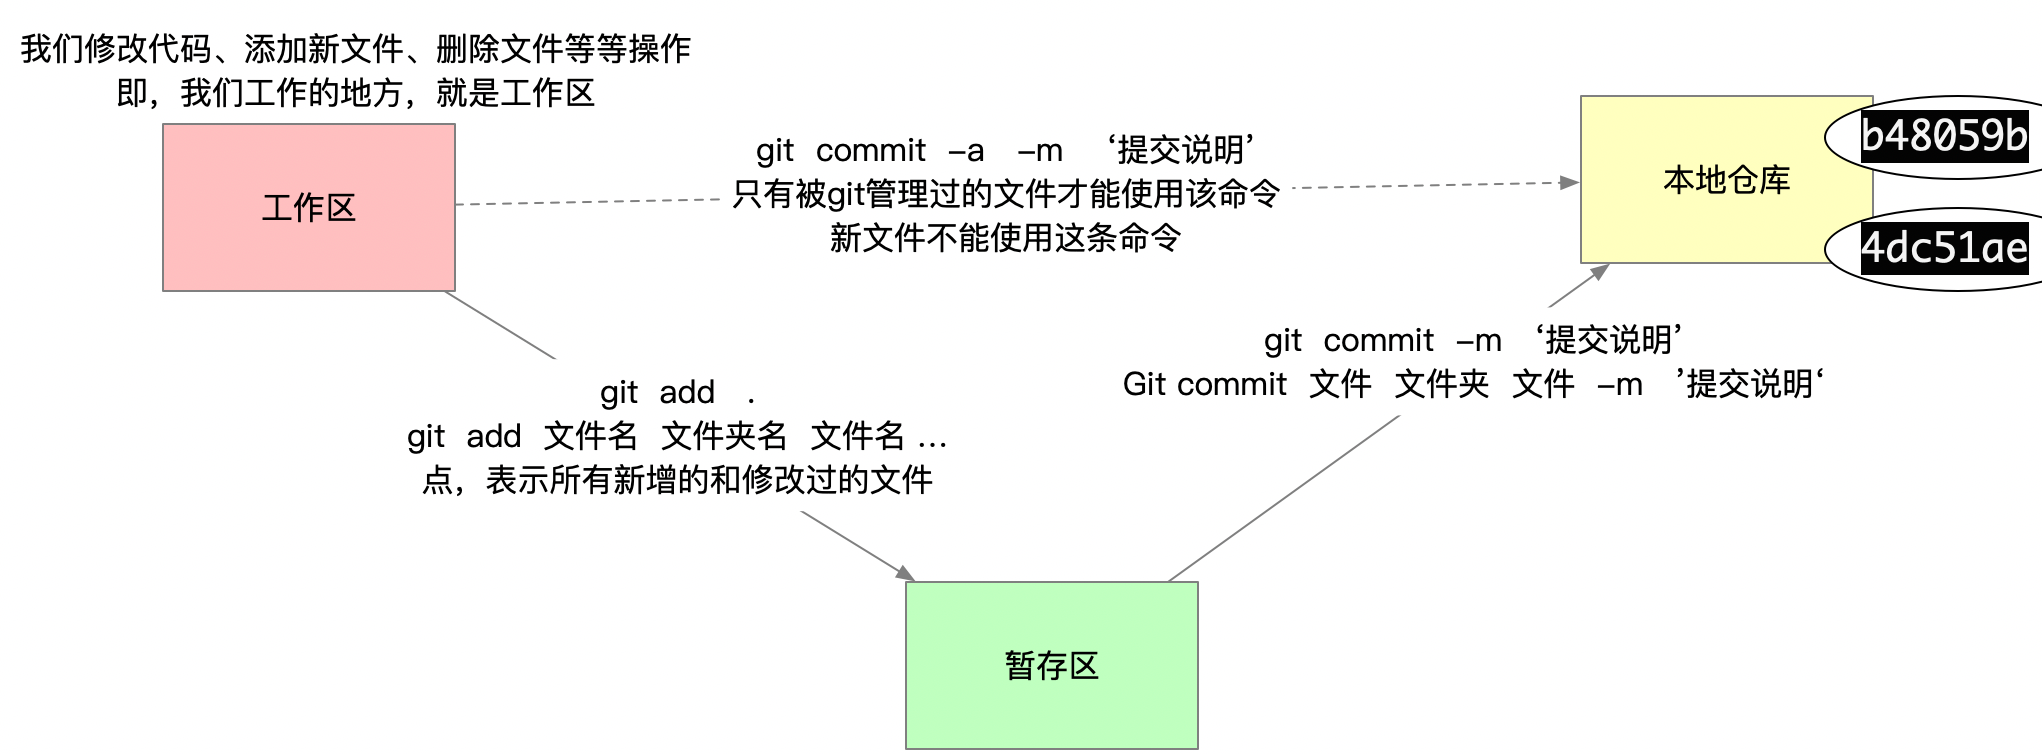 我们修改代码、添加新文件、删除文件等等操作
即，我们工作的地方，就是工作区
工作区
git commit -a -m ‘提交说明’
只有被git管理过的文件才能使用该命令
新文件不能使用这条命令
本地仓库
b48059b
4dc51ae
git commit -m ‘提交说明’
Git commit 文件 文件夹 文件 -m ’提交说明‘
git add .
git add 文件名 文件夹名 文件名 ...
点，表示所有新增的和修改过的文件
暂存区